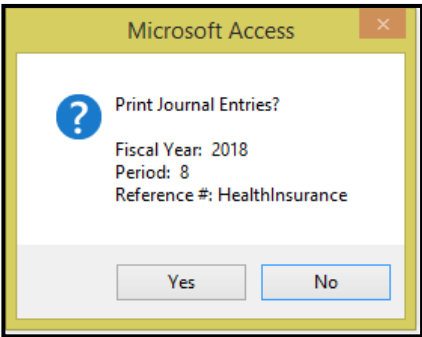 Microsoft Access
Print Journal Entries?
Fiscal Year: 2018
Period: 8
Reference #: HealthInsurance
Yes
No